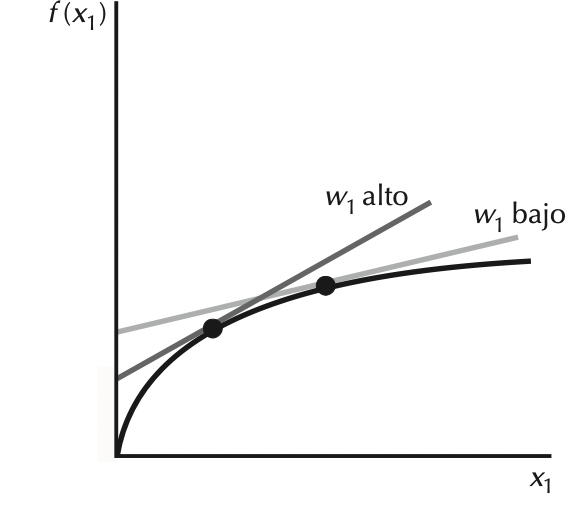 f(x₁)
w₁ alto
w₁ bajo
x₁